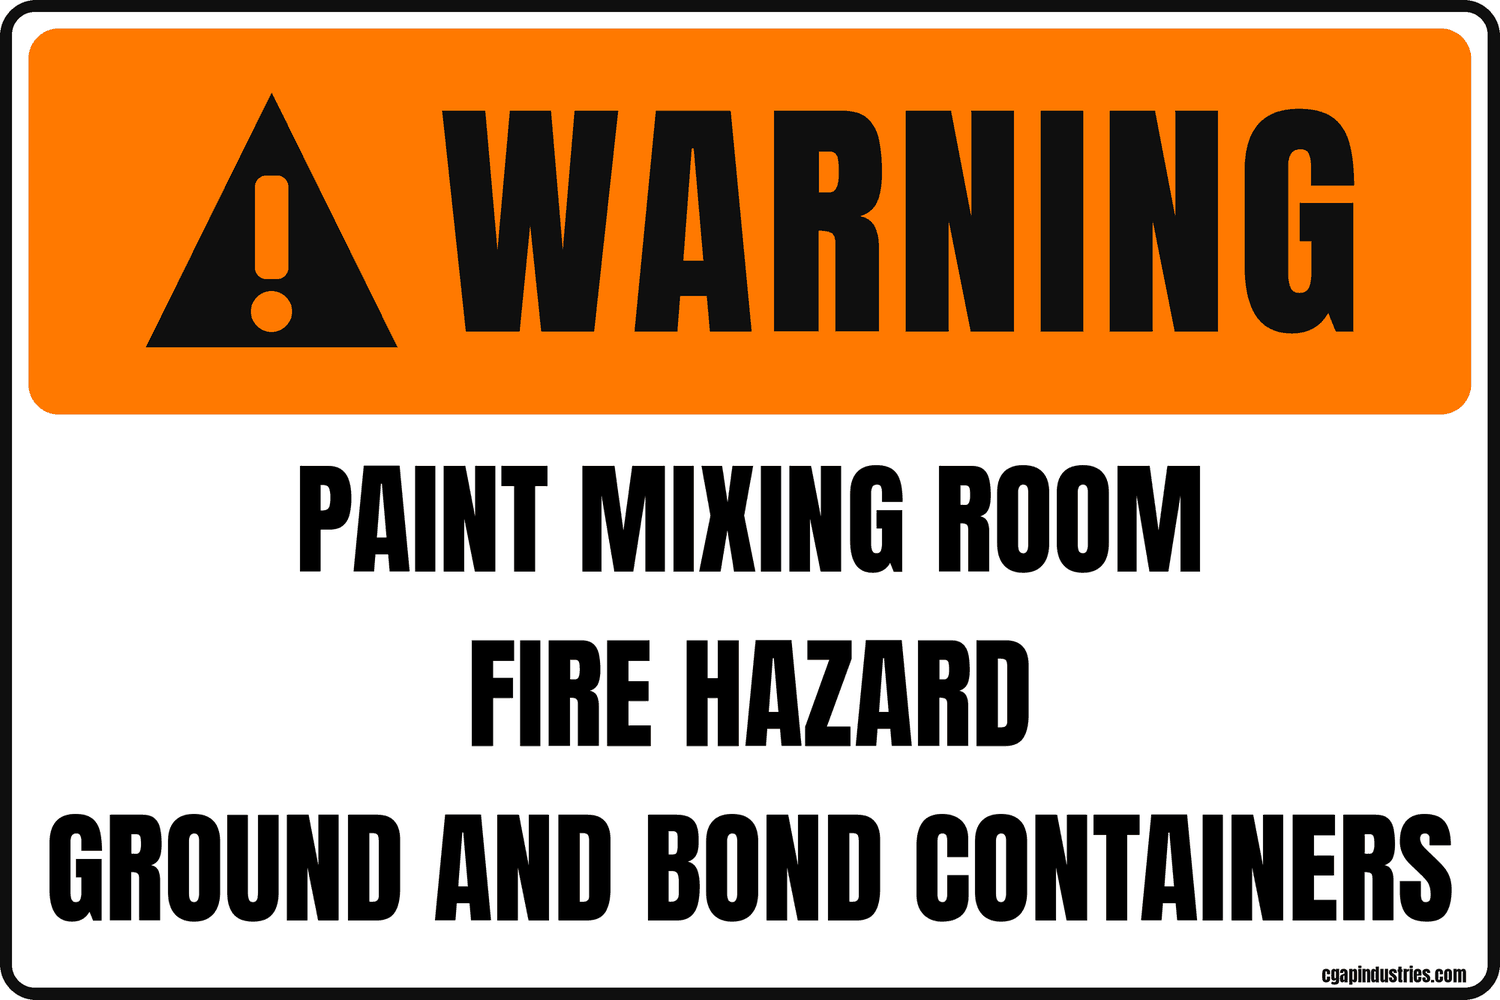 WARNING
PAINT MIXING ROOM
FIRE HAZARD
GROUND AND BOND CONTAINERS
cgapindustries.com